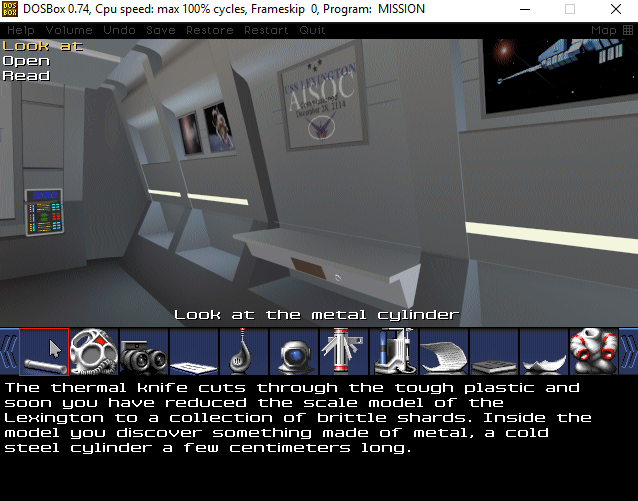 DOSBox 0.74, Cpu speed: max 100% cycles, Frameskip 0, Program: MISSION
Help Volume Undo Save Restore Restart Quit Map
Look at
Open
Read
USS LEXINGTON
AISOC
December 28, 2114
Look at the metal cylinder
The thermal knife cuts through the tough plastic and
soon you have reduced the scale model of the
Lexington to a collection of brittle shards. Inside the
model you discover something made of metal, a cold
steel cylinder a few centimeters long.